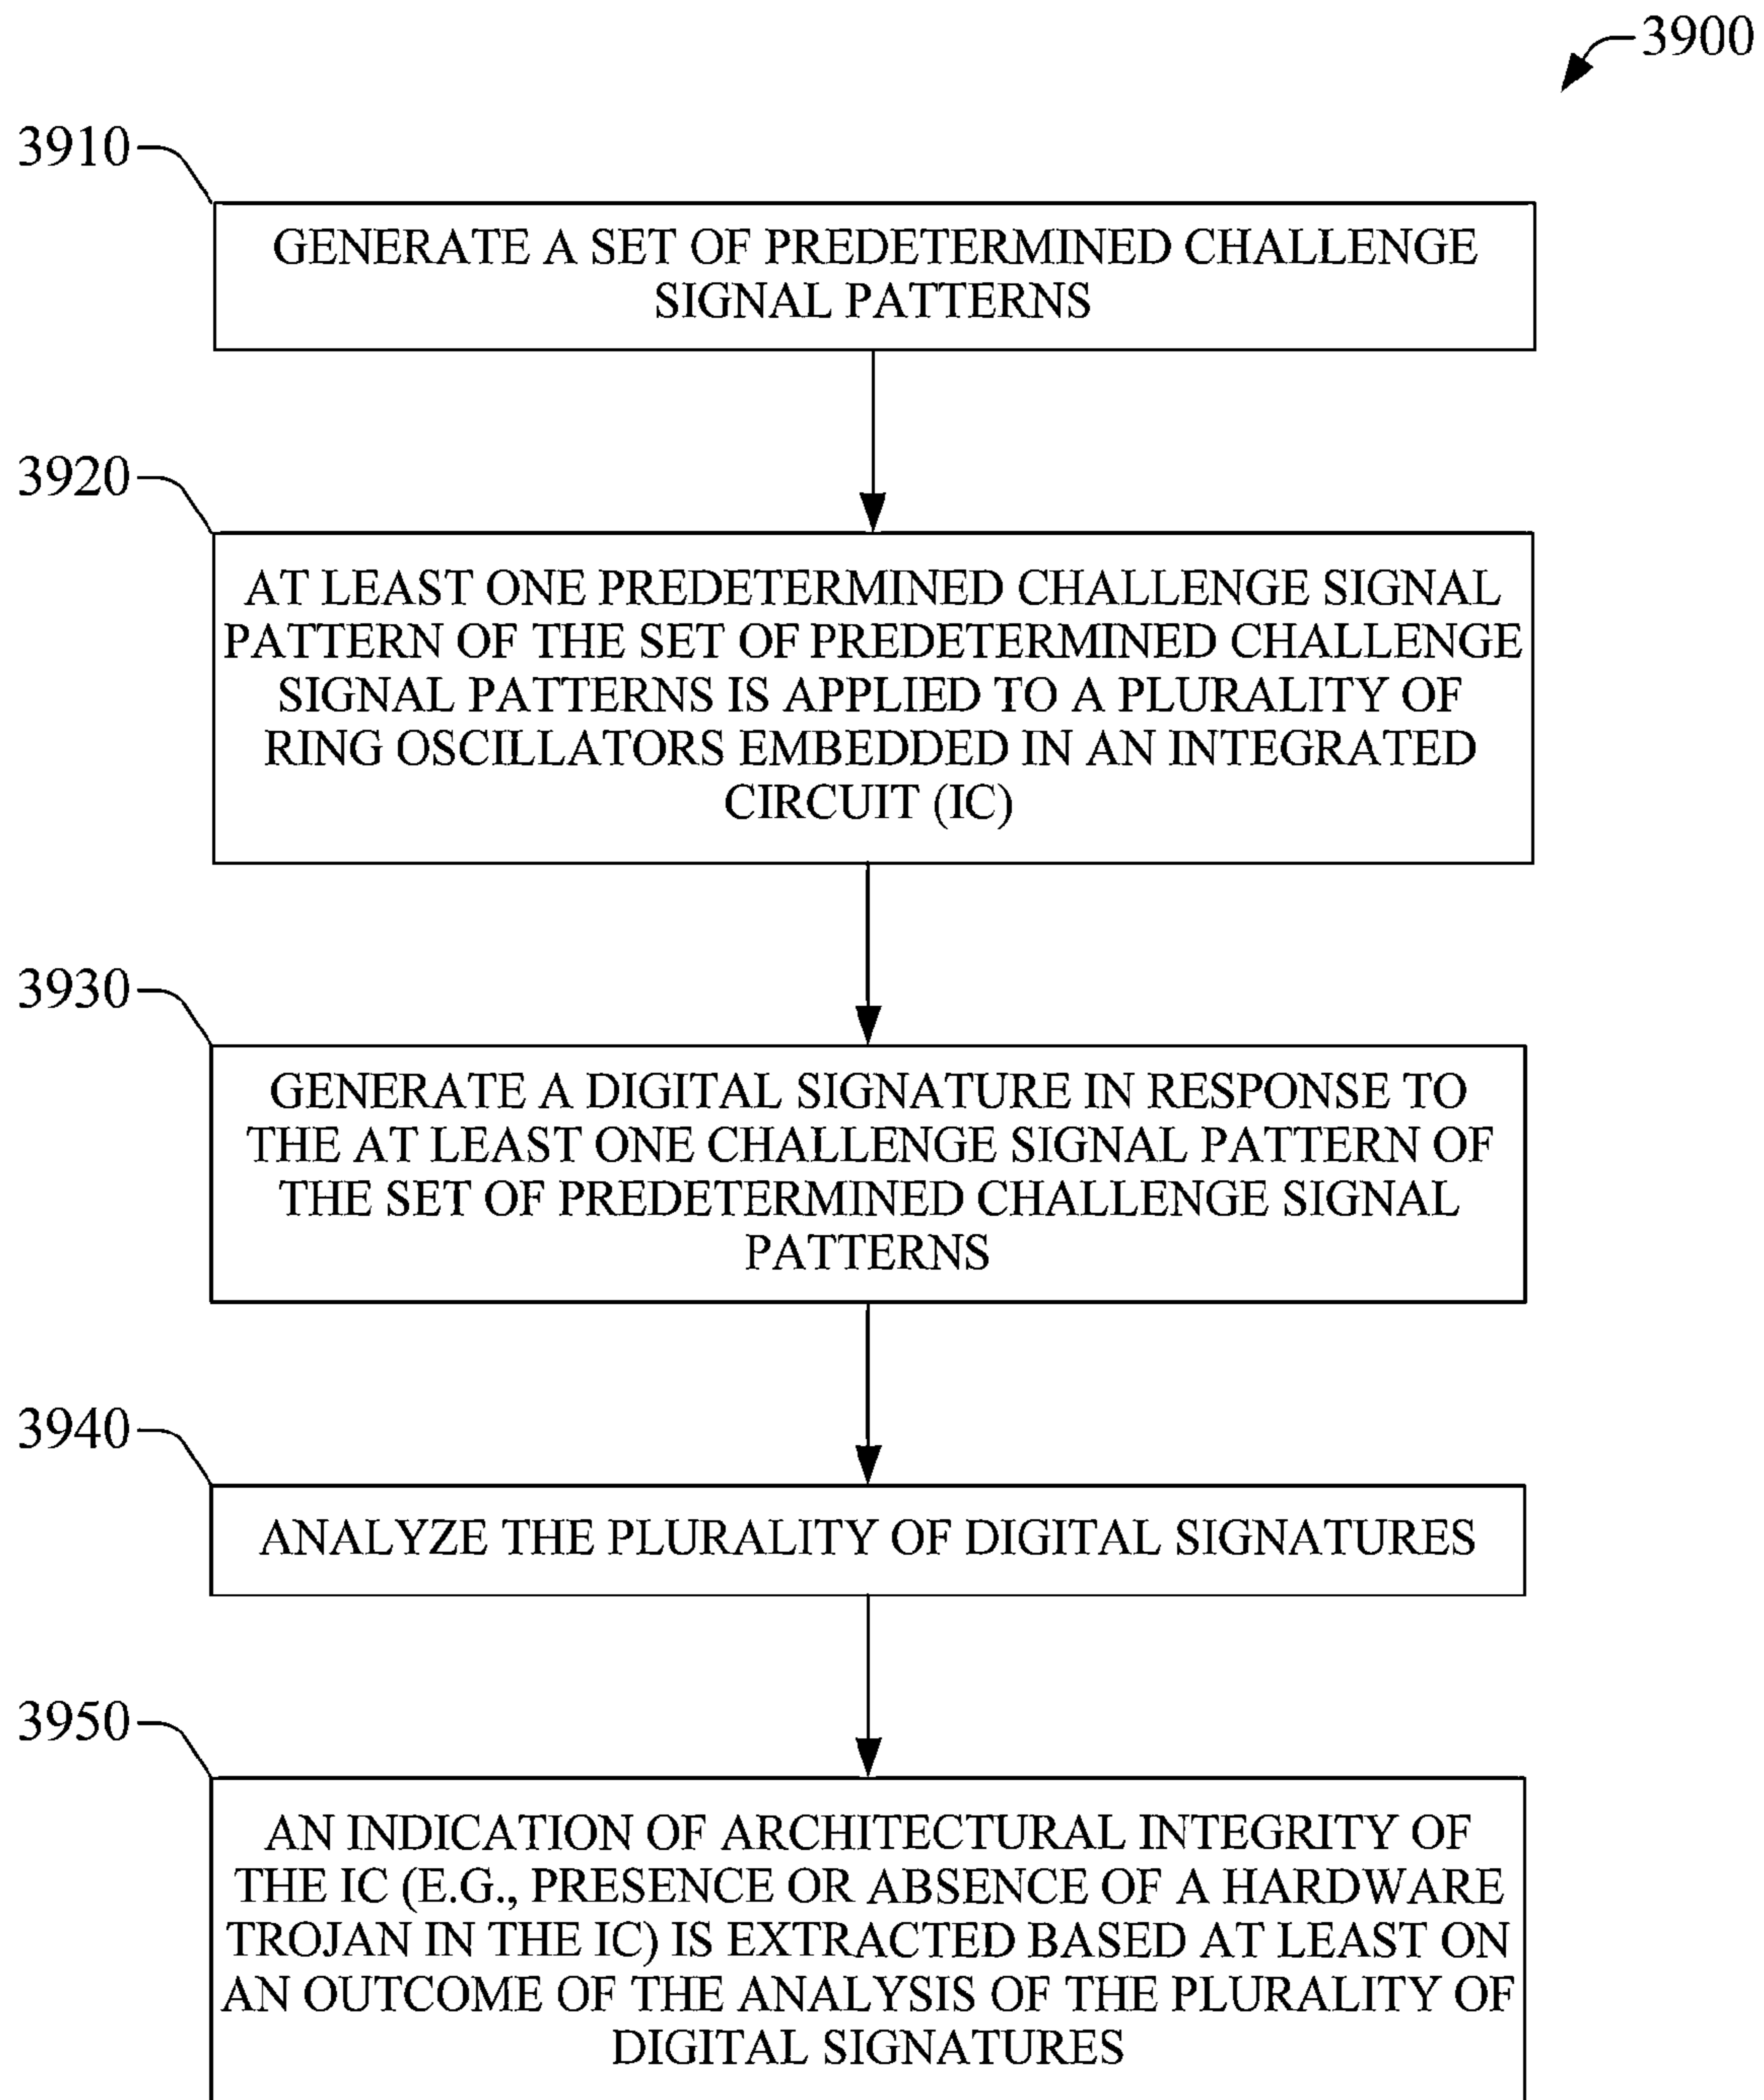 3900
3910
GENERATE A SET OF PREDETERMINED CHALLENGE
SIGNAL PATTERNS
3920
AT LEAST ONE PREDETERMINED CHALLENGE SIGNAL
PATTERN OF THE SET OF PREDETERMINED CHALLENGE
SIGNAL PATTERNS IS APPLIED TO A PLURALITY OF
RING OSCILLATORS EMBEDDED IN AN INTEGRATED
CIRCUIT (IC)
3930
GENERATE A DIGITAL SIGNATURE IN RESPONSE TO
THE AT LEAST ONE CHALLENGE SIGNAL PATTERN OF
THE SET OF PREDETERMINED CHALLENGE SIGNAL
PATTERNS
3940
ANALYZE THE PLURALITY OF DIGITAL SIGNATURES
3950
AN INDICATION OF ARCHITECTURAL INTEGRITY OF
THE IC (E.G., PRESENCE OR ABSENCE OF A HARDWARE
TROJAN IN THE IC) IS EXTRACTED BASED AT LEAST ON
AN OUTCOME OF THE ANALYSIS OF THE PLURALITY OF
DIGITAL SIGNATURES